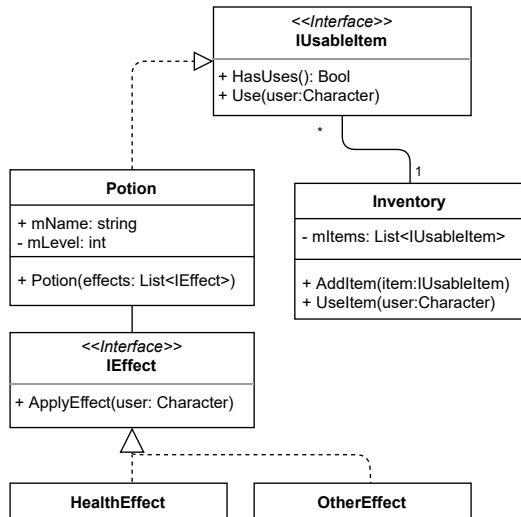 <<Interface>>
IUsableItem
+ HasUses(): Bool
+ Use(user:Character)
*
1
Potion
+ mName: string
- mLevel: int
+ Potion(effects: List<IEffect>)
Inventory
- mItems: List<IUsableItem>
+ AddItem(item:IUsableItem)
+ UseItem(user:Character)
<<Interface>>
IEffect
+ ApplyEffect(user: Character)
HealthEffect
OtherEffect